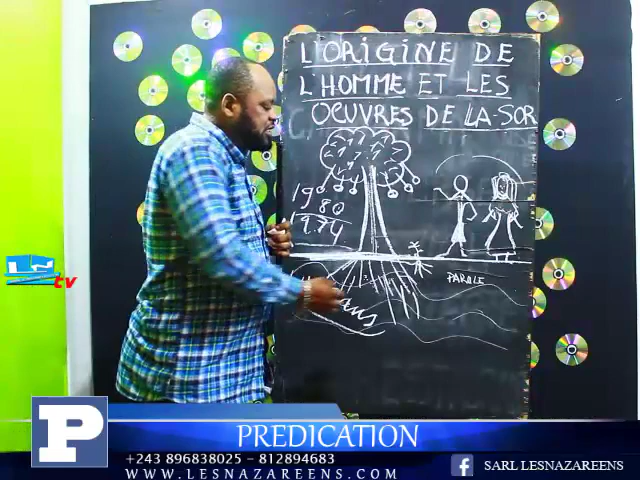 L'ORIGINE DE
L'HOMME ET LES
OEUVRES DE LA-SOR
1980
1974
PAROLE
tv
P
PREDICATION
+243 896838025 - 812894683
WWW.LESNAZAREENS.COM
f SARL LESNAZAREENS